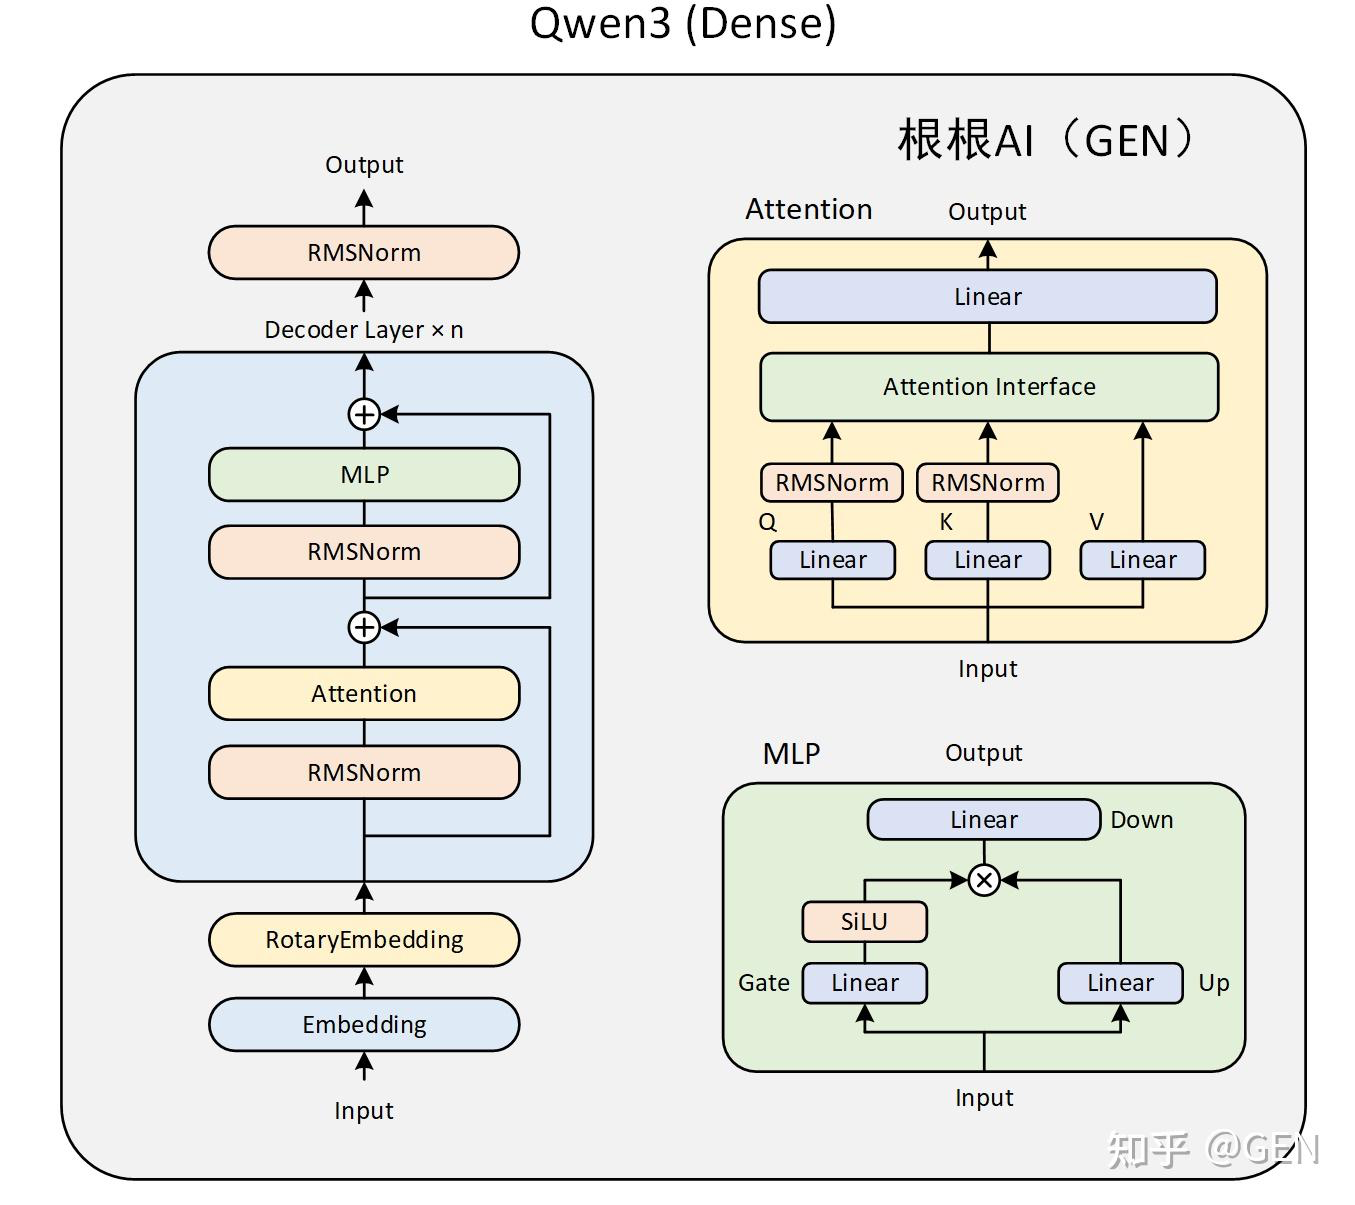 Qwen3 (Dense)
根根AI（GEN）
Output
RMSNorm
Decoder Layer × n
MLP
RMSNorm
Attention
RMSNorm
RotaryEmbedding
Embedding
Input
Attention
Output
Linear
Attention Interface
RMSNorm RMSNorm
Q K V
Linear Linear Linear
Input
MLP
Output
Linear Down
SiLU
Gate Linear Linear Up
Input
知乎 @GEN